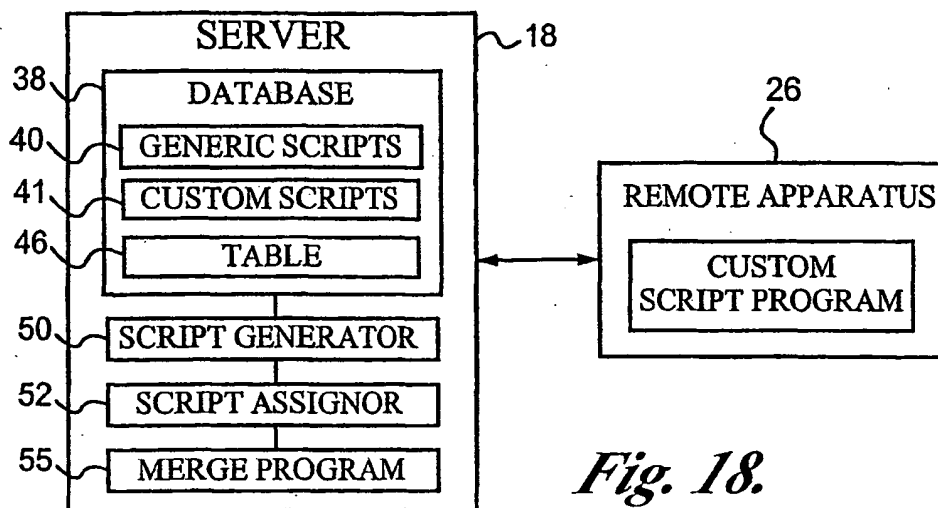 SERVER
18
38
DATABASE
40
GENERIC SCRIPTS
41
CUSTOM SCRIPTS
46
TABLE
50
SCRIPT GENERATOR
52
SCRIPT ASSIGNOR
55
MERGE PROGRAM
26
REMOTE APPARATUS
CUSTOM
SCRIPT PROGRAM
Fig. 18.